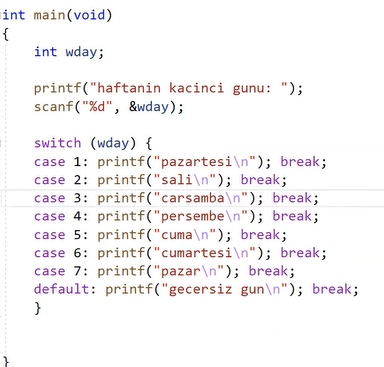 int main(void)
{
int wday;
printf("haftanin kacinci gunu: ");
scanf("%d", &wday);
switch (wday) {
case 1: printf("pazartesi\n"); break;
case 2: printf("sali\n"); break;
case 3: printf("carsamba\n"); break;
case 4: printf("persembe\n"); break;
case 5: printf("cuma\n"); break;
case 6: printf("cumartesi\n"); break;
case 7: printf("pazar\n"); break;
default: printf("gecersiz gun\n"); break;
}
}